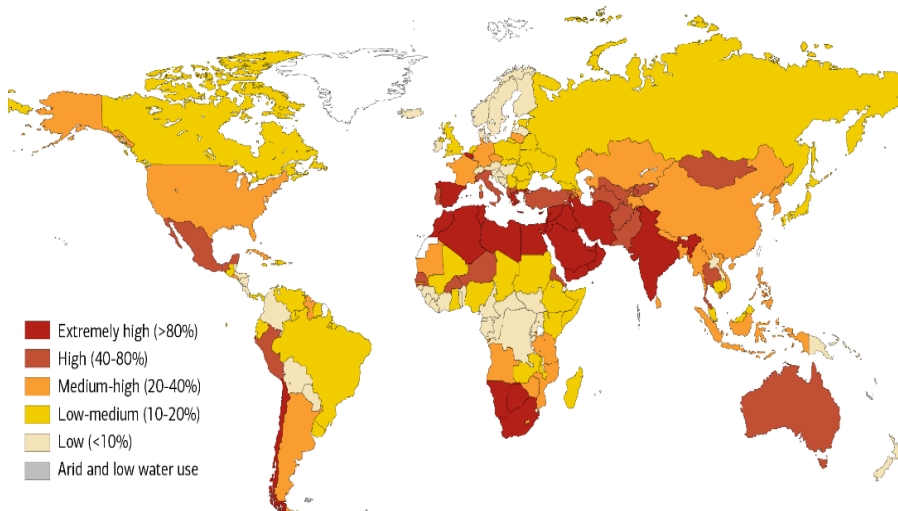 Extremely high (>80%)
High (40-80%)
Medium-high (20-40%)
Low-medium (10-20%)
Low (<10%)
Arid and low water use